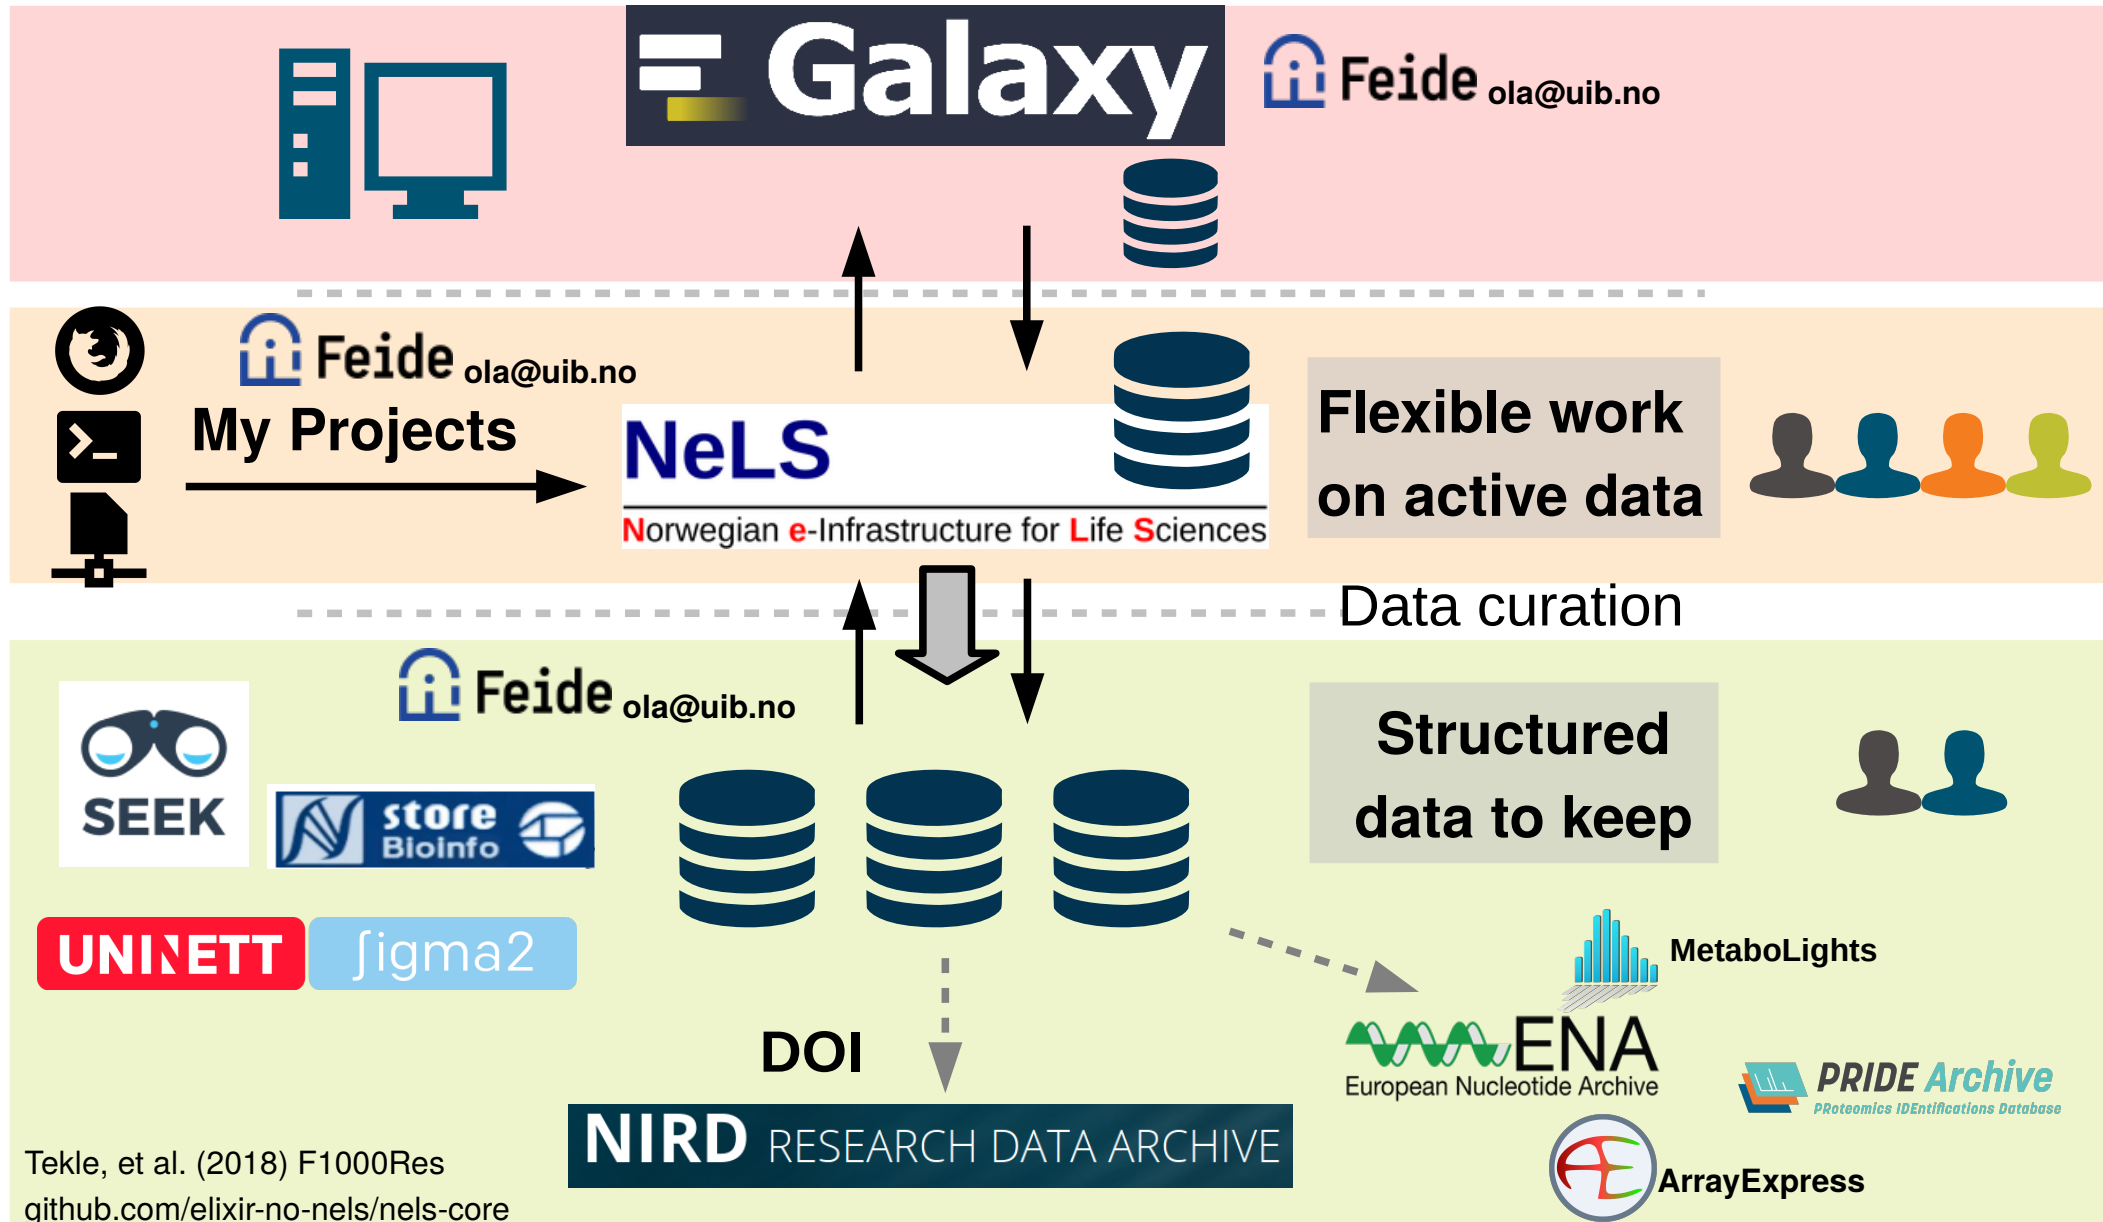 Galaxy
Feide ola@uib.no
Feide ola@uib.no
My Projects
NeLS
Norwegian e-Infrastructure for Life Sciences
Flexible work
on active data
Data curation
Feide ola@uib.no
SEEK
store
Bioinfo
Structured
data to keep
UNINETT
Sigma2
MetaboLights
DOI
ENA
European Nucleotide Archive
PRIDE Archive
PRoteomics IDEntifications Database
NIRD RESEARCH DATA ARCHIVE
ArrayExpress
Tekle, et al. (2018) F1000Res
github.com/elixir-no-nels/nels-core